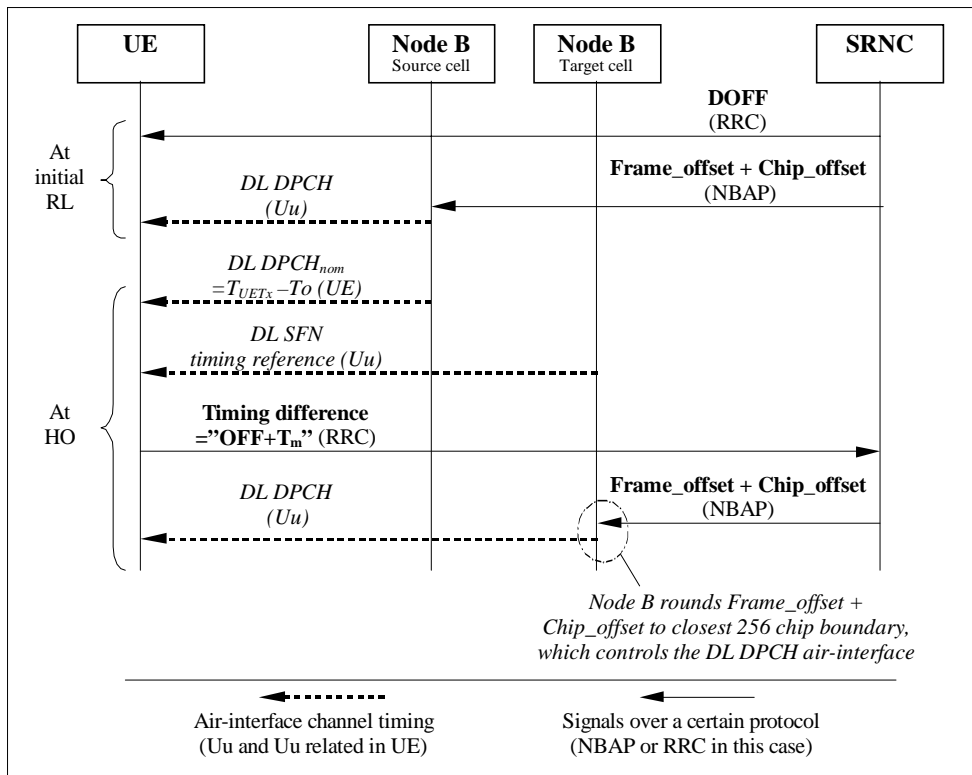 UE
Node B
Source cell
Node B
Target cell
SRNC
DOFF
(RRC)
At
initial
RL
Frame_offset + Chip_offset
(NBAP)
DL DPCH
(Uu)
DL DPCHnom
=TUETx –To (UE)
DL SFN
timing reference (Uu)
At
HO
Timing difference
=”OFF+Tm” (RRC)
Frame_offset + Chip_offset
(NBAP)
DL DPCH
(Uu)
Node B rounds Frame_offset +
Chip_offset to closest 256 chip boundary,
which controls the DL DPCH air-interface
Air-interface channel timing
(Uu and Uu related in UE)
Signals over a certain protocol
(NBAP or RRC in this case)